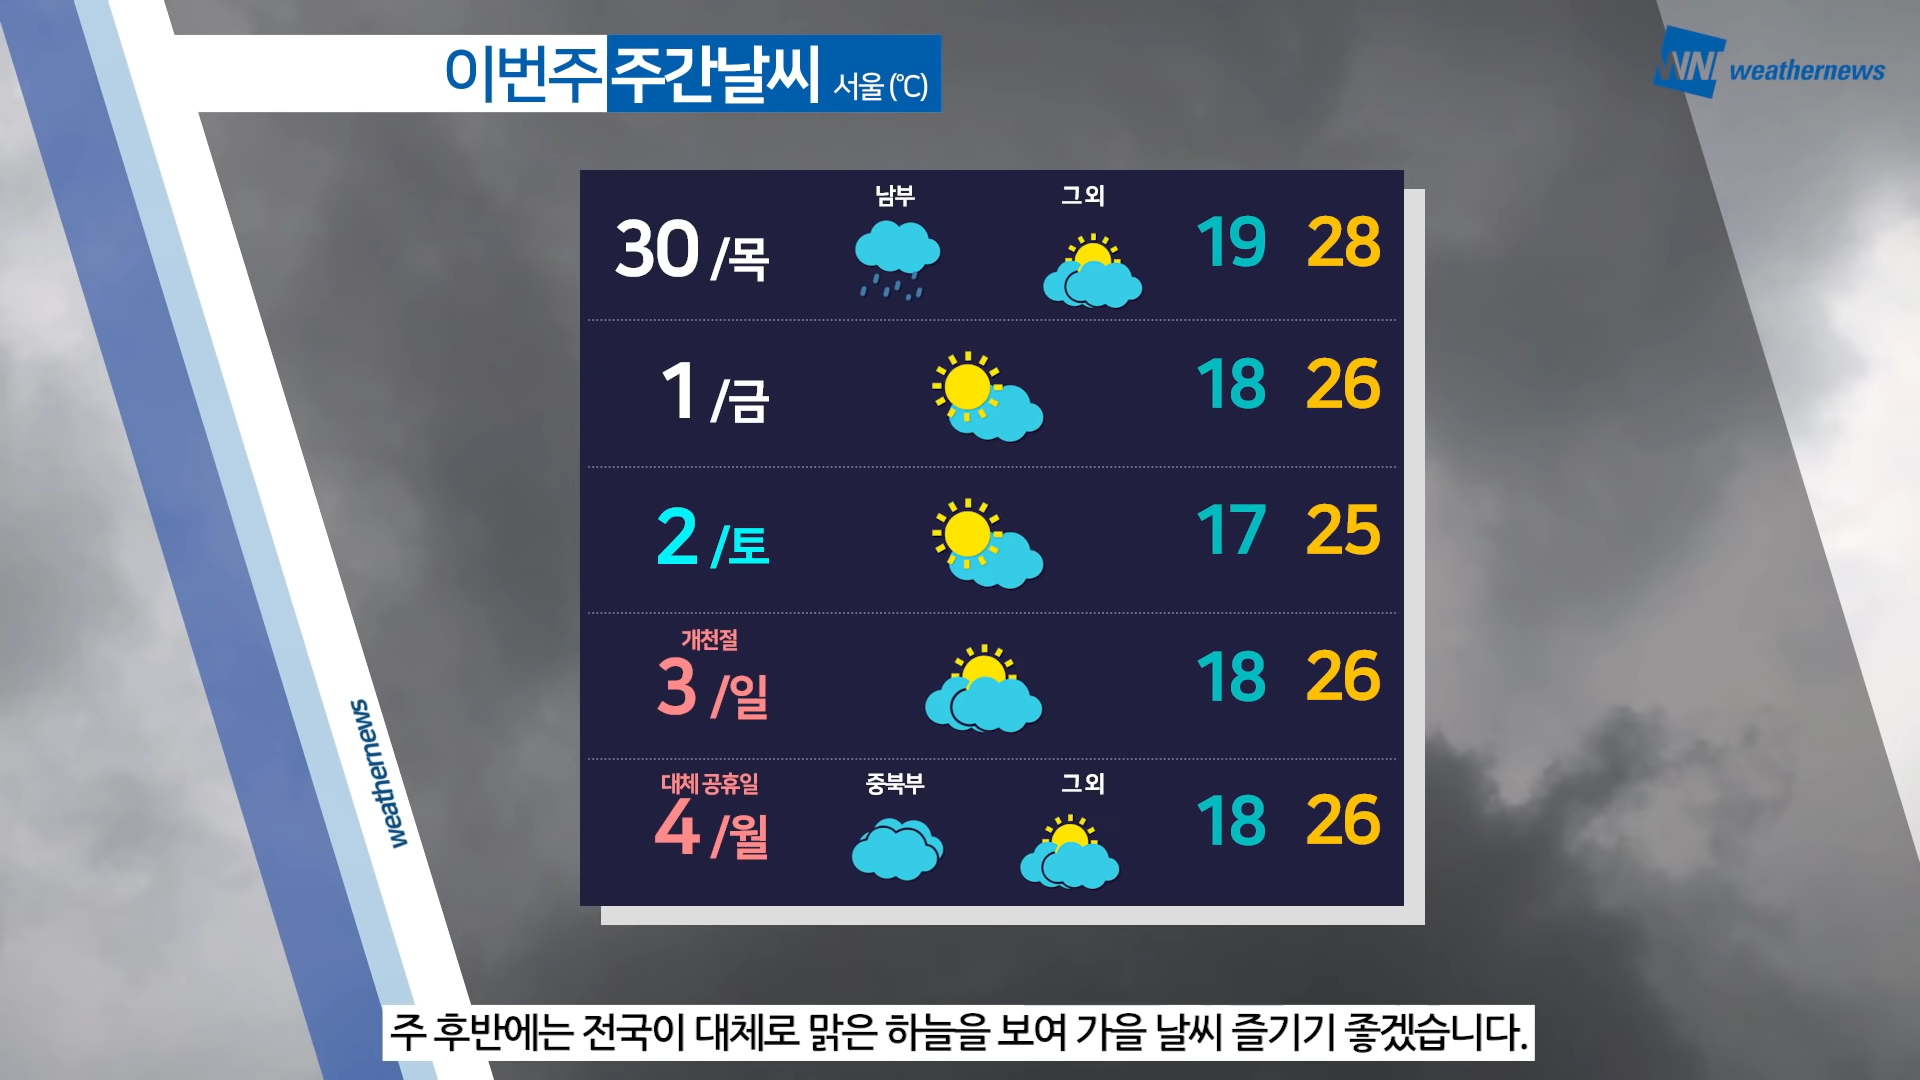 이번주 주간날씨 서울 (℃)
weathernews
남부 그 외
30 /목 19 28
1 /금 18 26
2 /토 17 25
개천절
3 /일 18 26
대체 공휴일 중북부 그 외
4 /월 18 26
weathernews
주 후반에는 전국이 대체로 맑은 하늘을 보여 가을 날씨 즐기기 좋겠습니다.